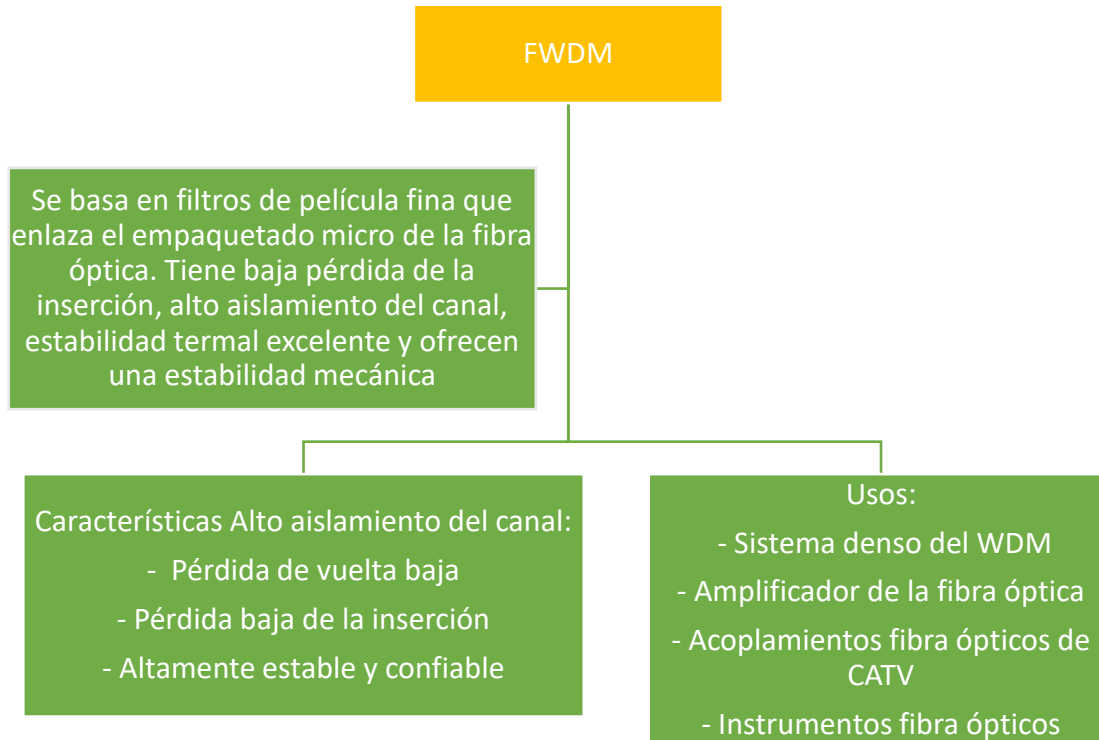 FWDM
Se basa en filtros de película fina que
enlaza el empaquetado micro de la fibra
óptica. Tiene baja pérdida de la
inserción, alto aislamiento del canal,
estabilidad termal excelente y ofrecen
una estabilidad mecánica
Características Alto aislamiento del canal:
- Pérdida de vuelta baja
- Pérdida baja de la inserción
- Altamente estable y confiable
Usos:
- Sistema denso del WDM
- Amplificador de la fibra óptica
- Acoplamientos fibra ópticos de
CATV
- Instrumentos fibra ópticos